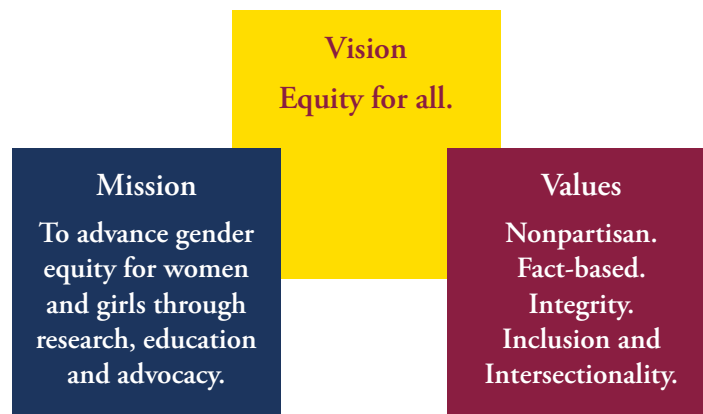 Vision
Equity for all.
Mission
To advance gender
equity for women
and girls through
research, education
and advocacy.
Values
Nonpartisan.
Fact-based.
Integrity.
Inclusion and
Intersectionality.